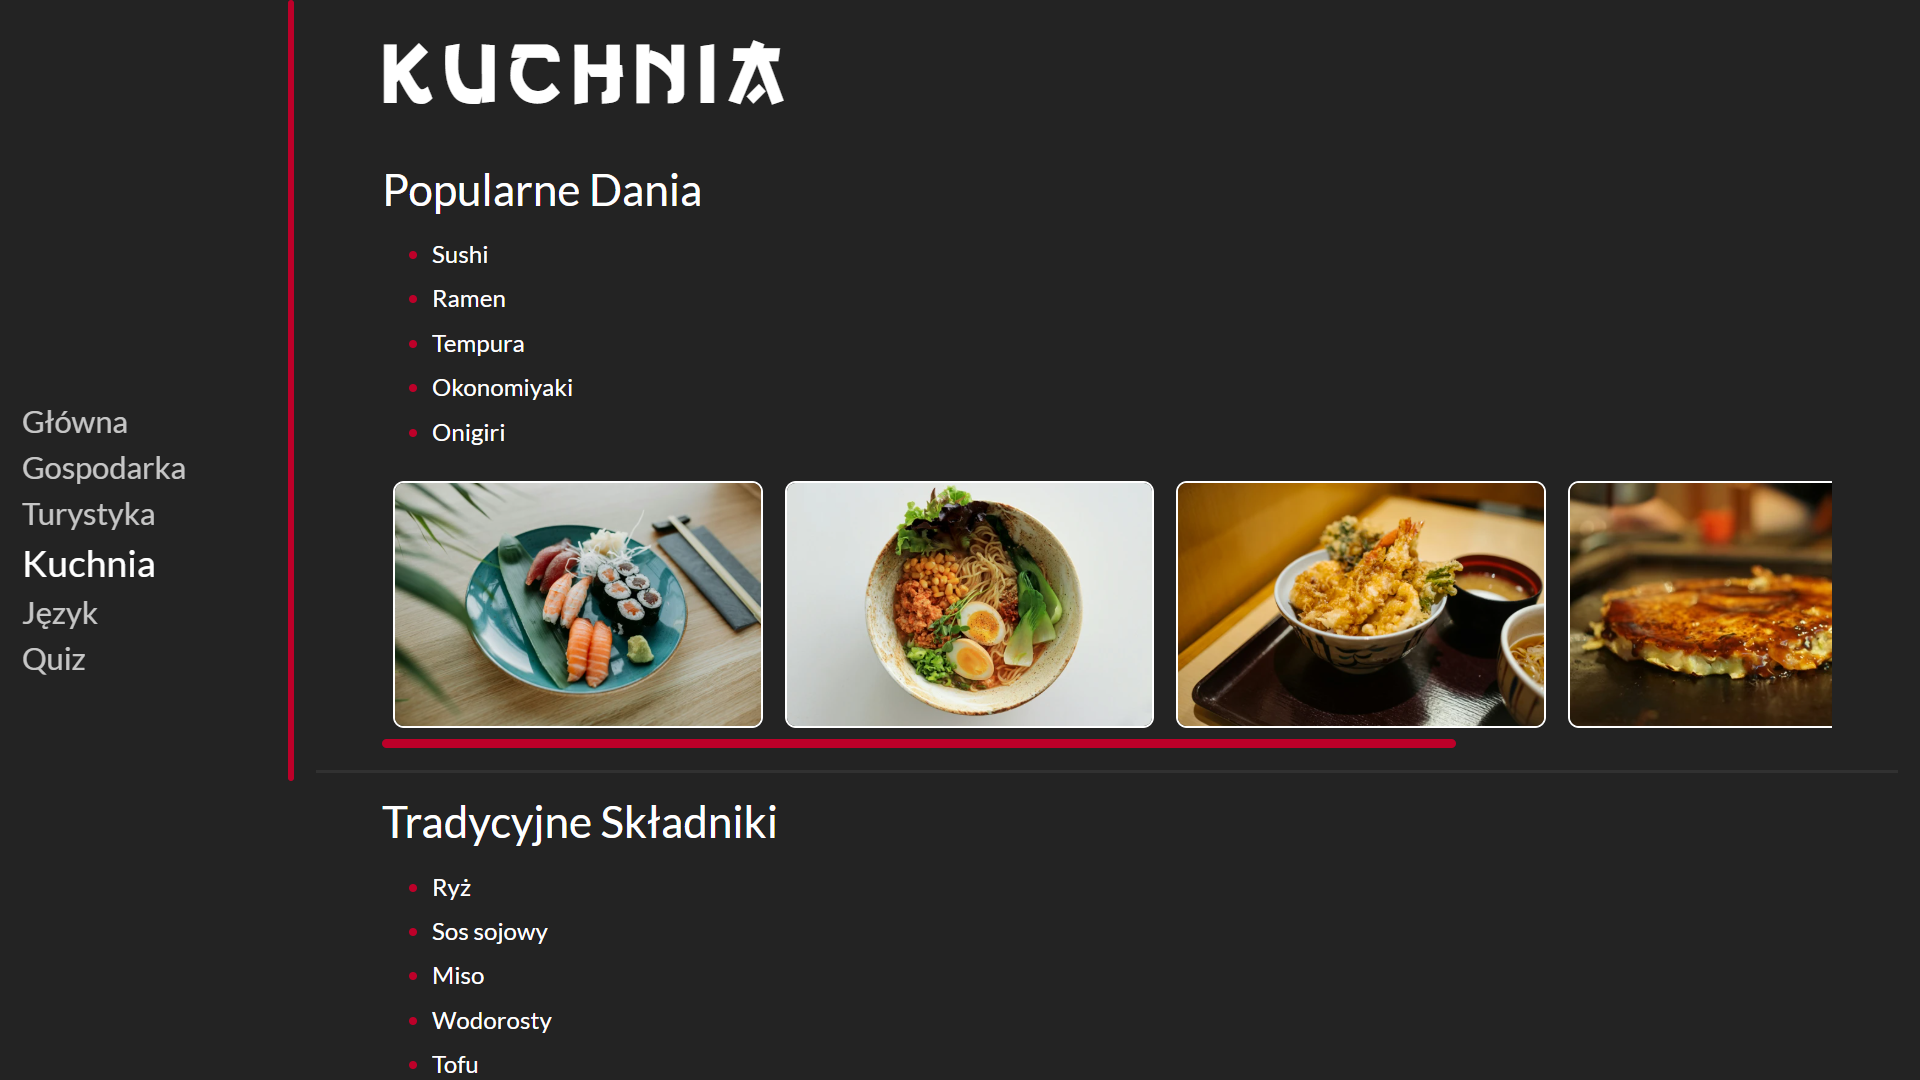 KUCHNIA
Popularne Dania
Sushi
Ramen
Tempura
Okonomiyaki
Onigiri
Główna
Gospodarka
Turystyka
Kuchnia
Język
Quiz
Tradycyjne Składniki
Ryż
Sos sojowy
Miso
Wodorosty
Tofu